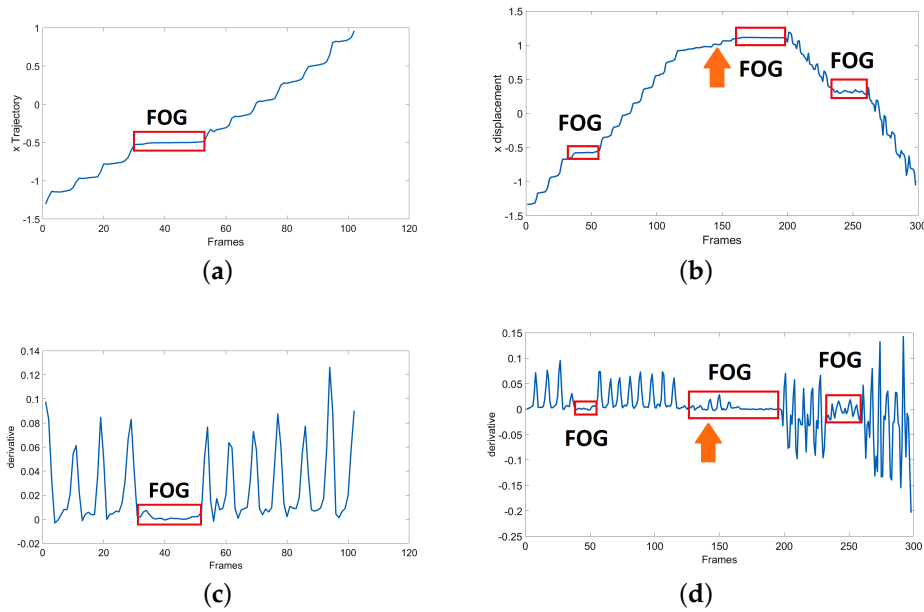 1
0.5
0
-0.5
-1
-1.5
x Trajectory
FOG
0 20 40 60 80 100 120
Frames
(a)
1.5
1
0.5
0
-0.5
-1
-1.5
x displacement
FOG
FOG
FOG
0 50 100 150 200 250 300
Frames
(b)
0.14
0.12
0.1
0.08
0.06
0.04
0.02
0
-0.02
derivative
FOG
0 20 40 60 80 100 120
Frames
(c)
0.15
0.1
0.05
0
-0.05
-0.1
-0.15
-0.2
-0.25
derivative
FOG
FOG
FOG
0 50 100 150 200 250 300
Frames
(d)